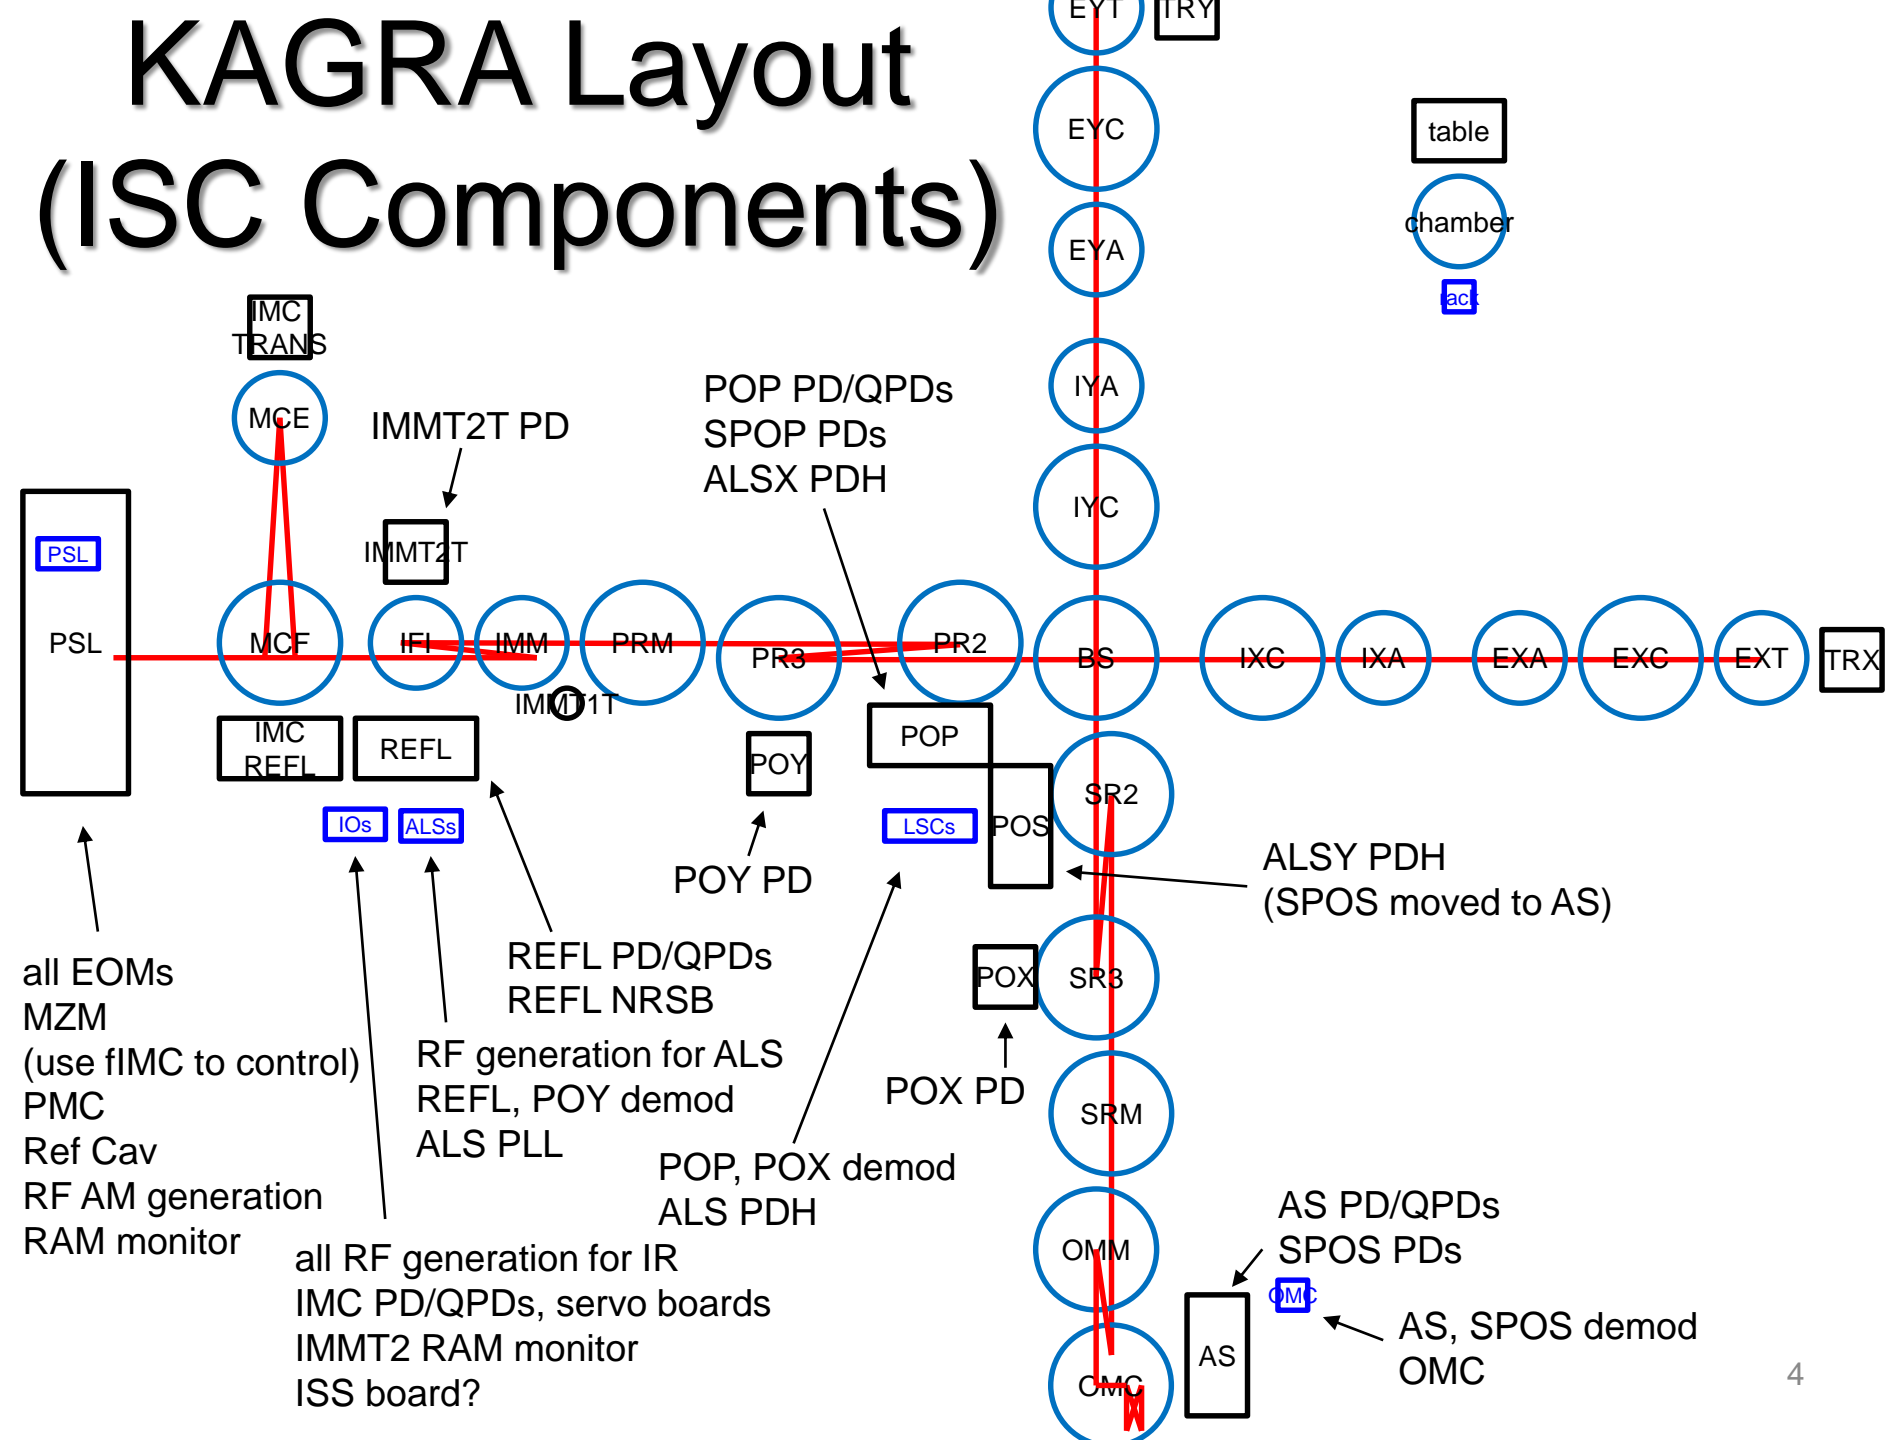 KAGRA Layout
(ISC Components)
EYT
TRY
EYC
EYA
table
chamber
rack
IMC
TRANS
MCE
IMMT2T PD
POP PD/QPDs
SPOP PDs
ALSX PDH
IYA
IYC
PSL
PSL
IMMT2T
MCF
IFI
IMM
PRM
PR3
PR2
BS
IXC
IXA
EXA
EXC
EXT
TRX
IMMT1T
IMC
REFL
REFL
POY
POP
POS
SR2
IOs
ALSs
LSCs
POY PD
ALSY PDH
(SPOS moved to AS)
all EOMs
MZM
(use fIMC to control)
PMC
Ref Cav
RF AM generation
RAM monitor
REFL PD/QPDs
REFL NRSB
RF generation for ALS
REFL, POY demod
ALS PLL
POX
SR3
POX PD
SRM
POP, POX demod
ALS PDH
all RF generation for IR
IMC PD/QPDs, servo boards
IMMT2 RAM monitor
ISS board?
OMM
AS PD/QPDs
SPOS PDs
OMC
AS, SPOS demod
OMC
AS
OMC
4